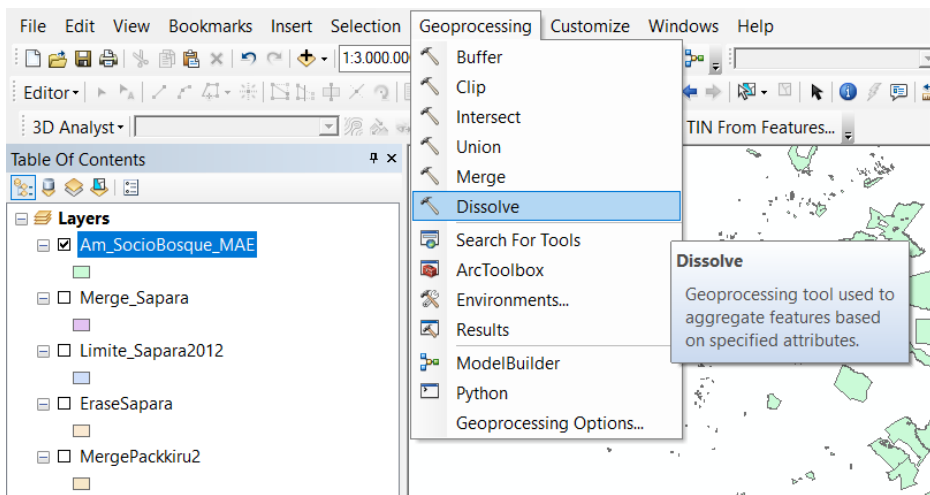 File Edit View Bookmarks Insert Selection Geoprocessing Customize Windows Help
1:3.000.00
Editor
3D Analyst
TIN From Features...
Table Of Contents
Layers
Am_SocioBosque_MAE
Merge_Sapara
Limite_Sapara2012
EraseSapara
MergePackkiru2
Buffer
Clip
Intersect
Union
Merge
Dissolve
Search For Tools
ArcToolbox
Environments...
Results
ModelBuilder
Python
Geoprocessing Options...
Dissolve
Geoprocessing tool used to
aggregate features based
on specified attributes.